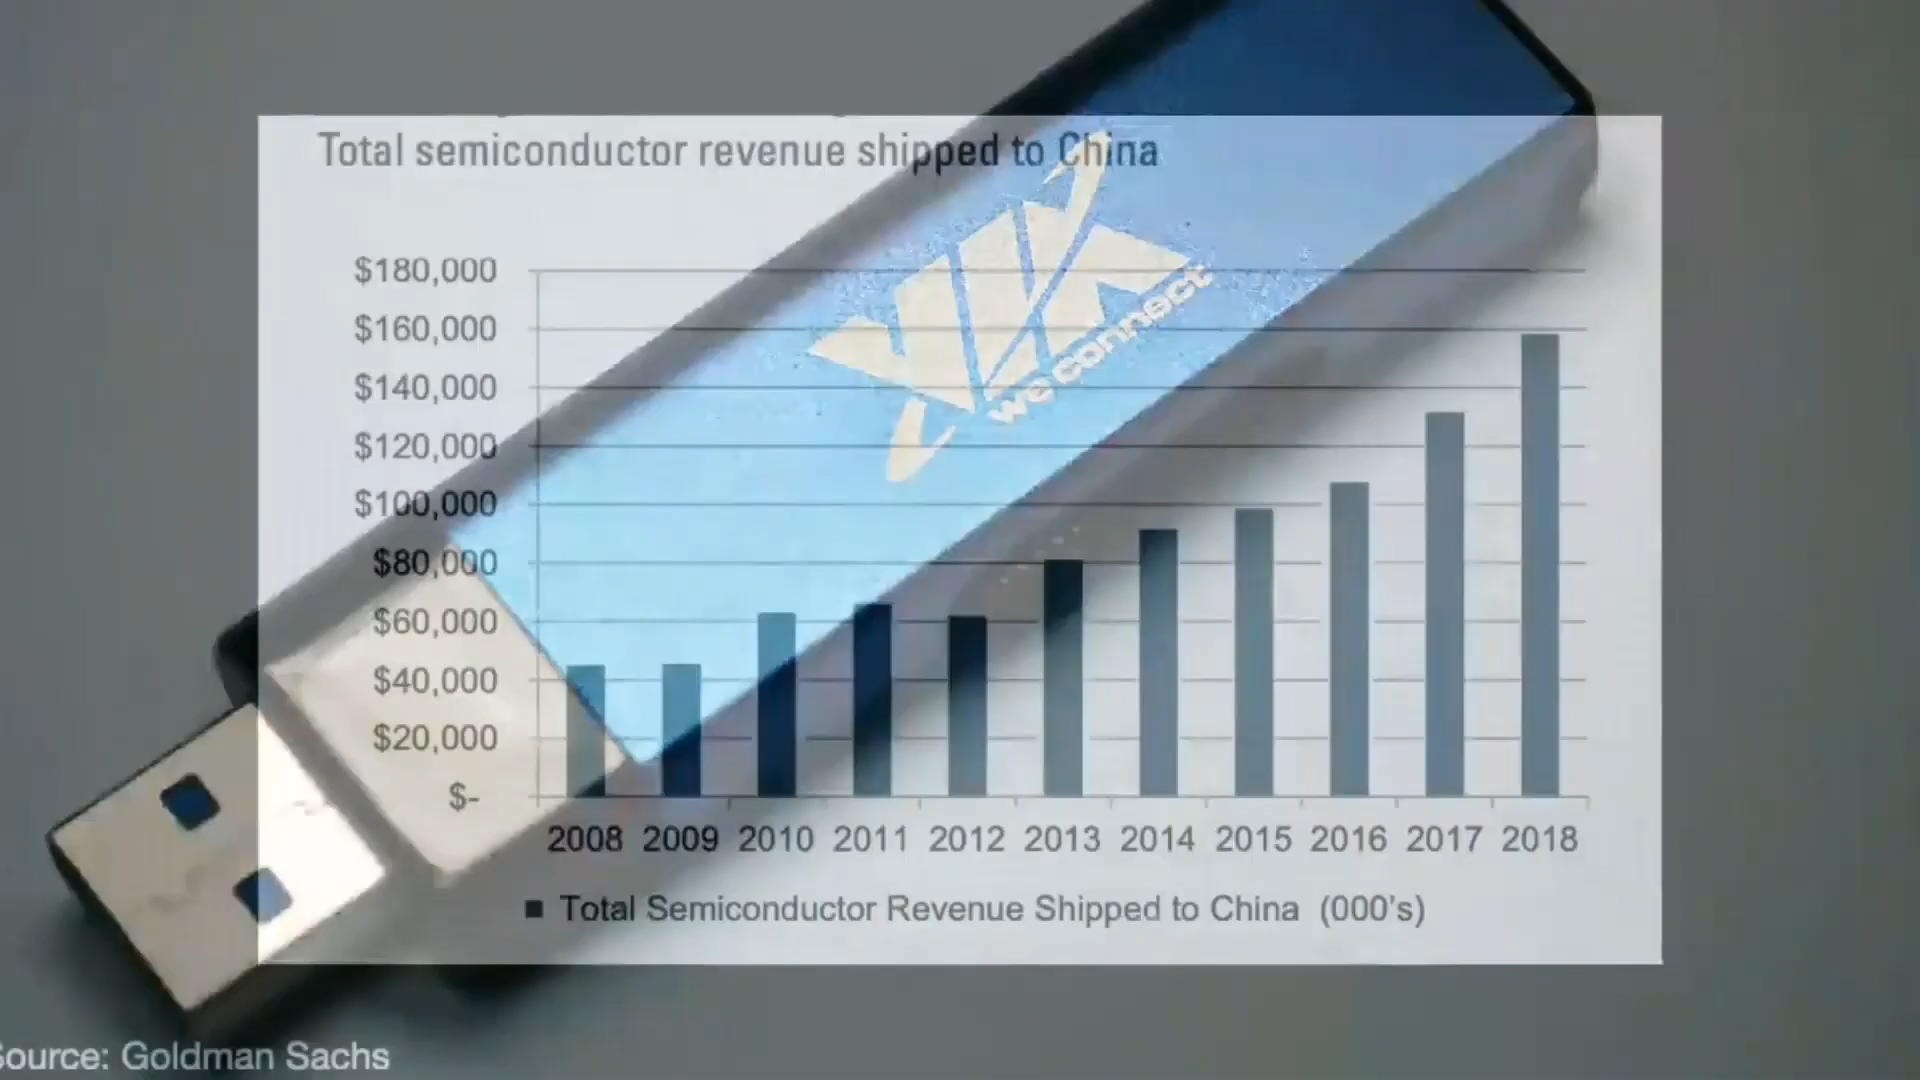 Total semiconductor revenue shipped to China
$180,000
$160,000
$140,000
$120,000
$100,000
$80,000
$60,000
$40,000
$20,000
$-
2008 2009 2010 2011 2012 2013 2014 2015 2016 2017 2018
Total Semiconductor Revenue Shipped to China (000's)
VIA
we connect
Source: Goldman Sachs